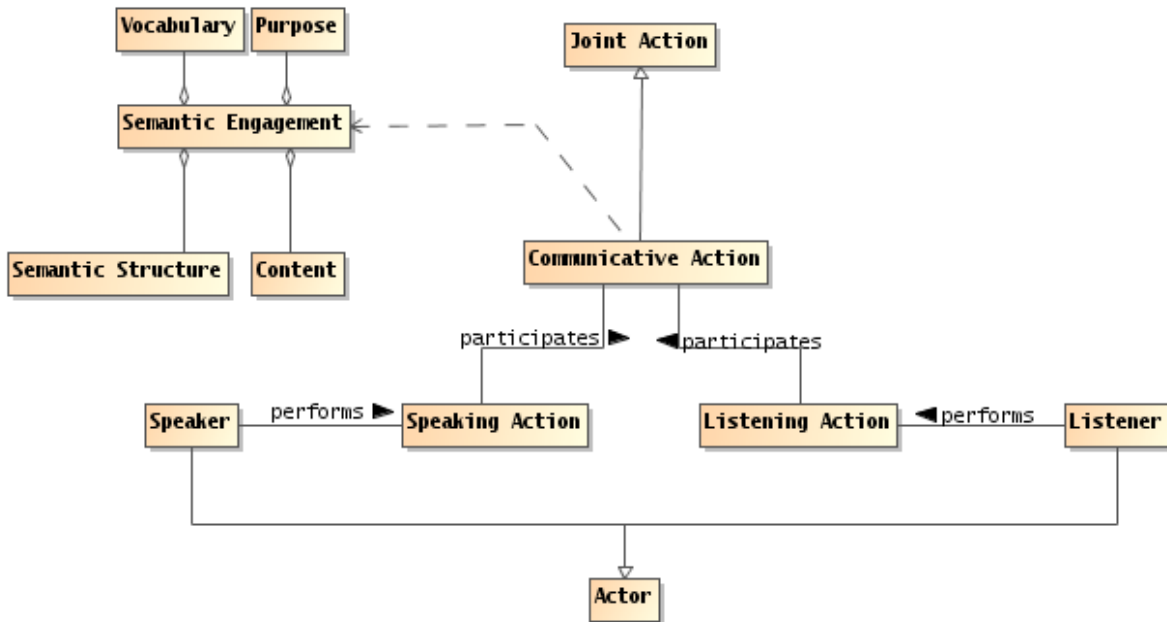 Vocabulary
Purpose
Joint Action
Semantic Engagement
Communicative Action
Semantic Structure
Content
participates
participates
Speaker
performs
Speaking Action
Listening Action
performs
Listener
Actor